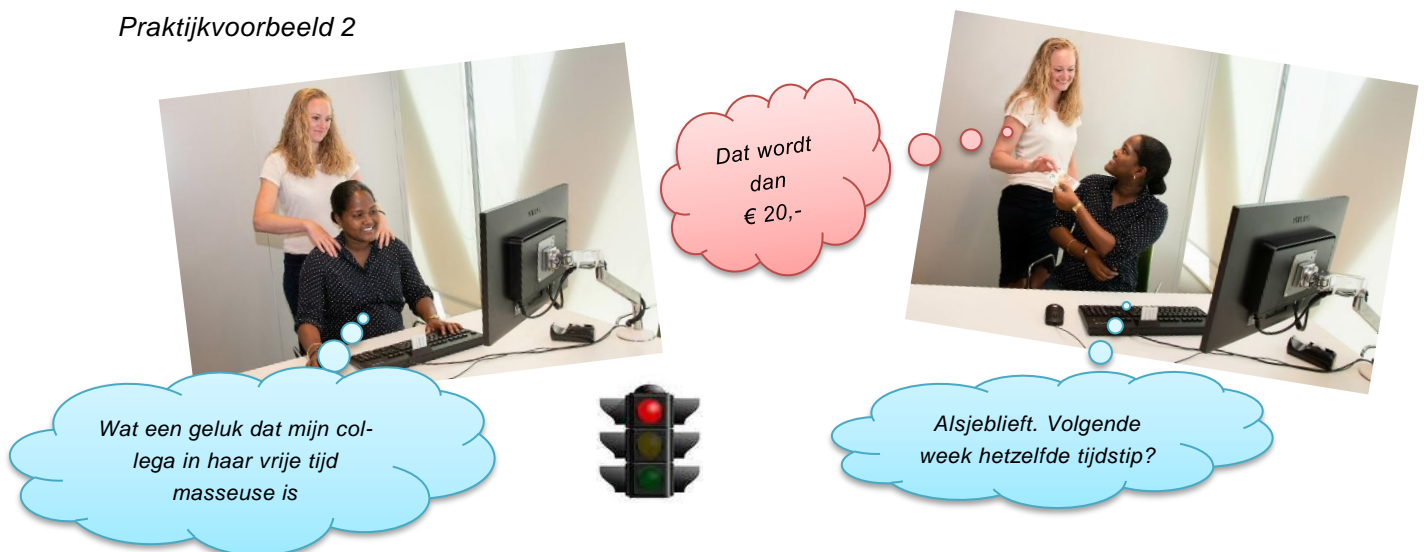 Praktijkvoorbeeld 2
Dat wordt
dan
€ 20,-
Wat een geluk dat mijn col-
lega in haar vrije tijd
masseuse is
Alsjeblieft. Volgende
week hetzelfde tijdstip?